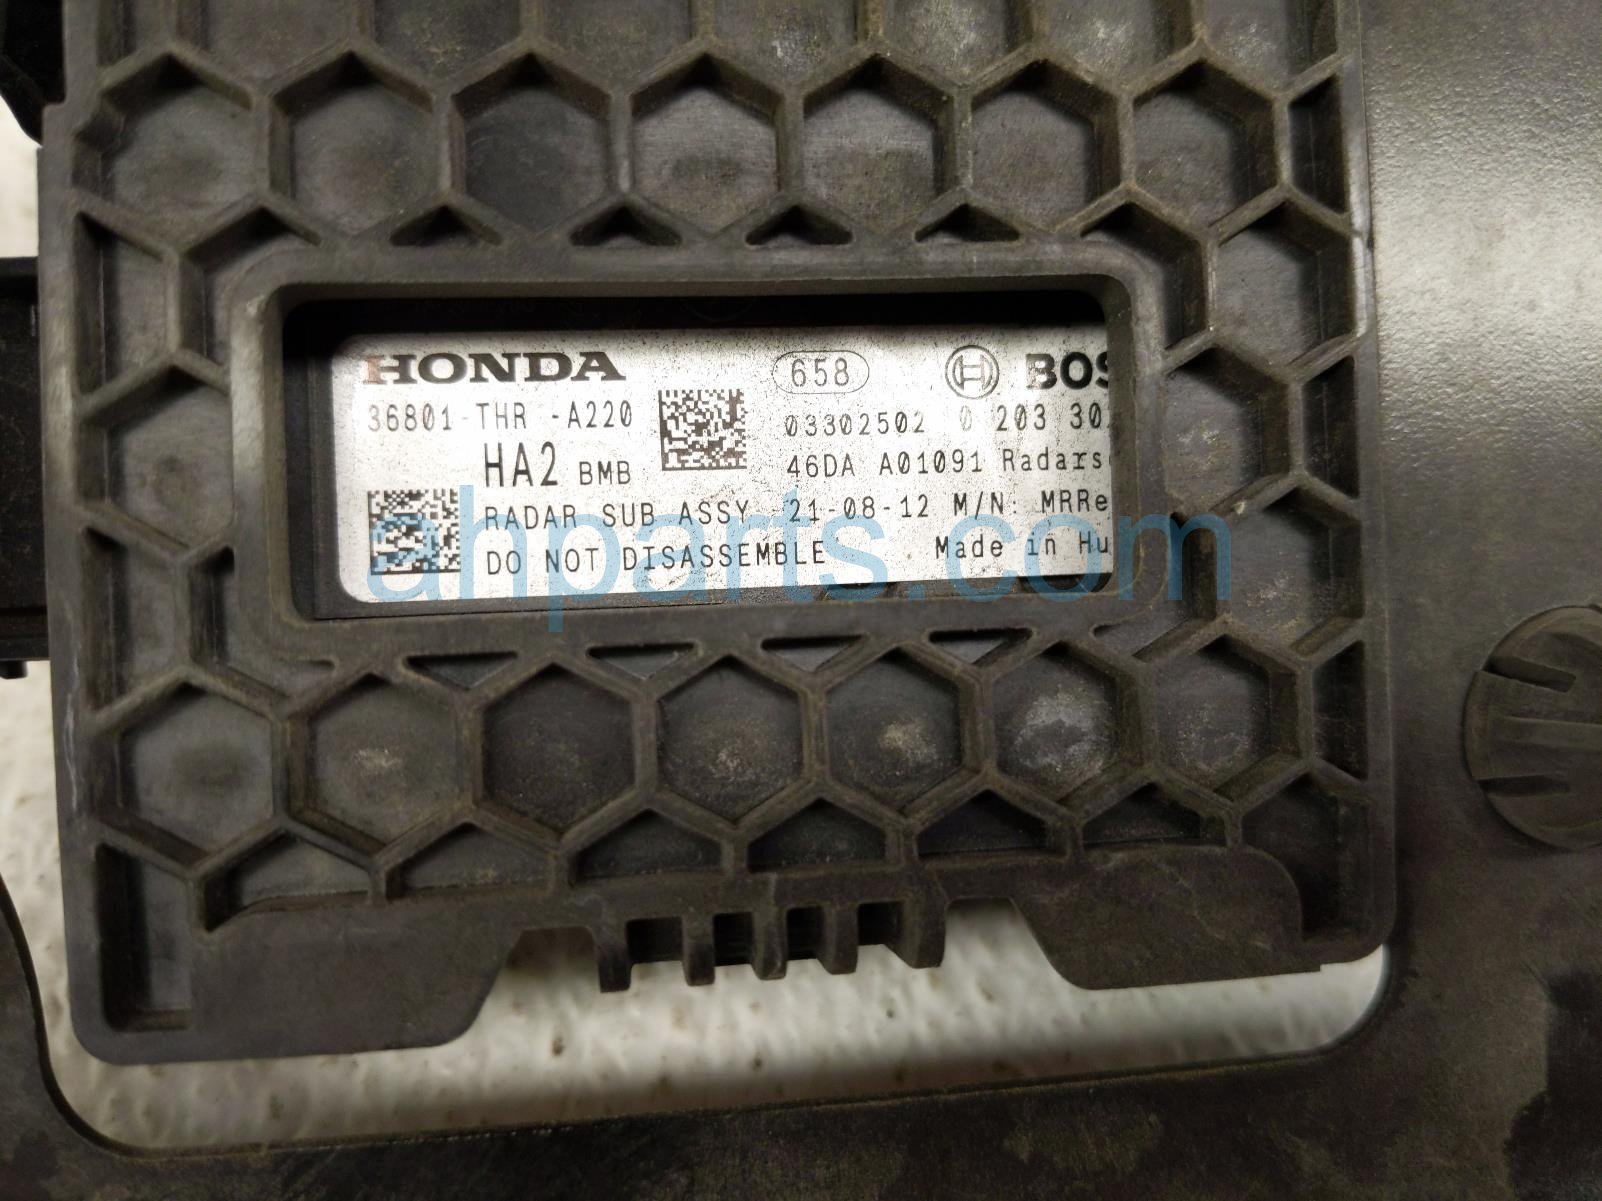 HONDA 658 BOS
36801-THR -A220 03302502 0 203 30
HA2 BMB 46DA A01091 Radars
RADAR SUB ASSY 21-08-12 M/N: MRRe
DO NOT DISASSEMBLE Made in Hu
ahparts.com